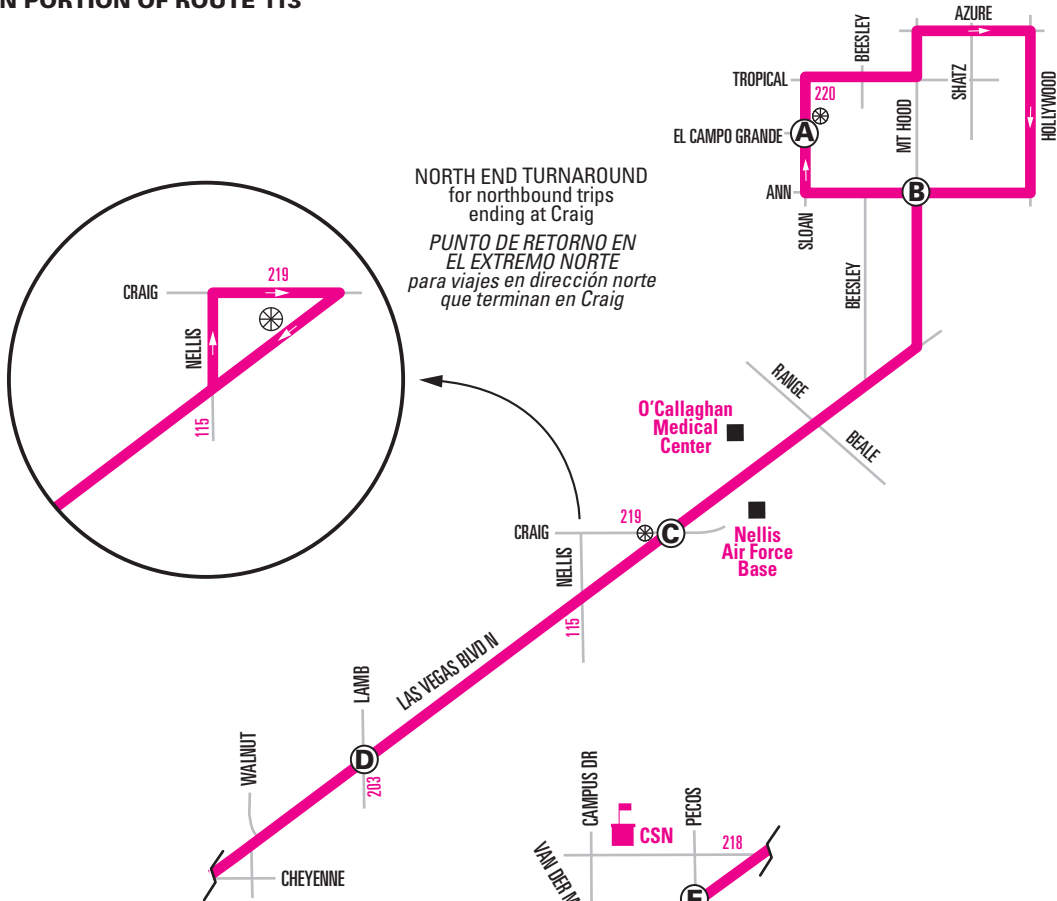 N PORTION OF ROUTE 113
AZURE
BEESLEY
SHATZ
HOLLYWOOD
TROPICAL
220
MT HOOD
EL CAMPO GRANDE
A
ANN
B
SLOAN
BEESLEY
NORTH END TURNAROUND
for northbound trips
ending at Craig
PUNTO DE RETORNO EN
EL EXTREMO NORTE
para viajes en dirección norte
que terminan en Craig
CRAIG
219
NELLIS
115
RANGE
BEALE
O'Callaghan
Medical
Center
CRAIG
219
C
Nellis
Air Force
Base
NELLIS
115
LAS VEGAS BLVD N
LAMB
D
203
WALNUT
CHEYENNE
CAMPUS DR
CSN
PECOS
218
VAN DER M
E